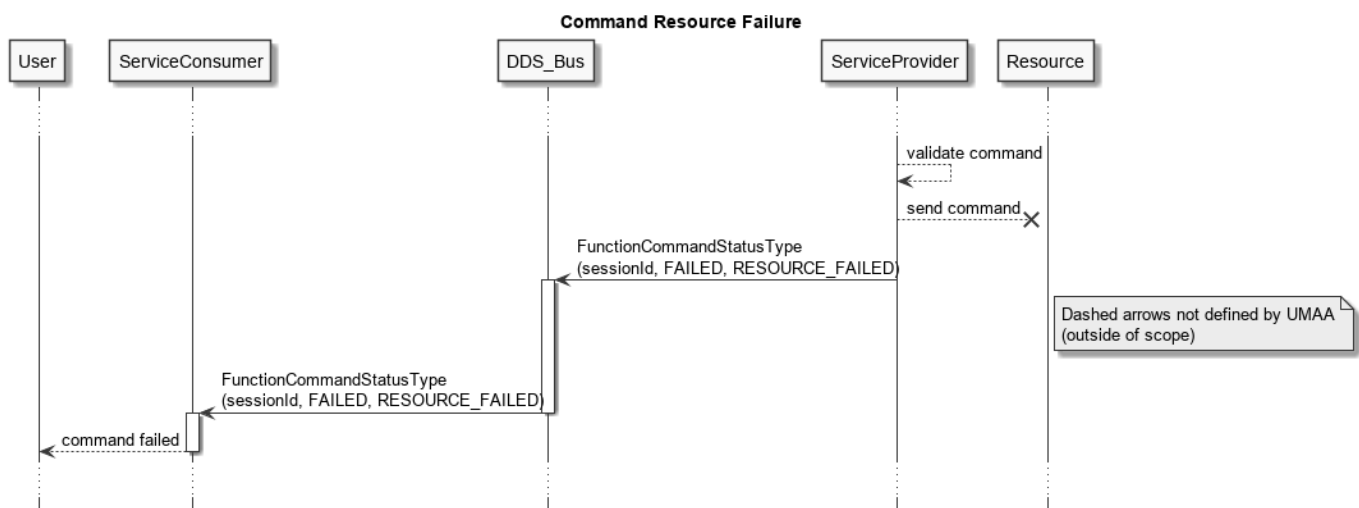 Command Resource Failure
User
ServiceConsumer
DDS_Bus
ServiceProvider
Resource
validate command
send command
FunctionCommandStatusType
(sessionId, FAILED, RESOURCE_FAILED)
Dashed arrows not defined by UMAA
(outside of scope)
FunctionCommandStatusType
(sessionId, FAILED, RESOURCE_FAILED)
command failed